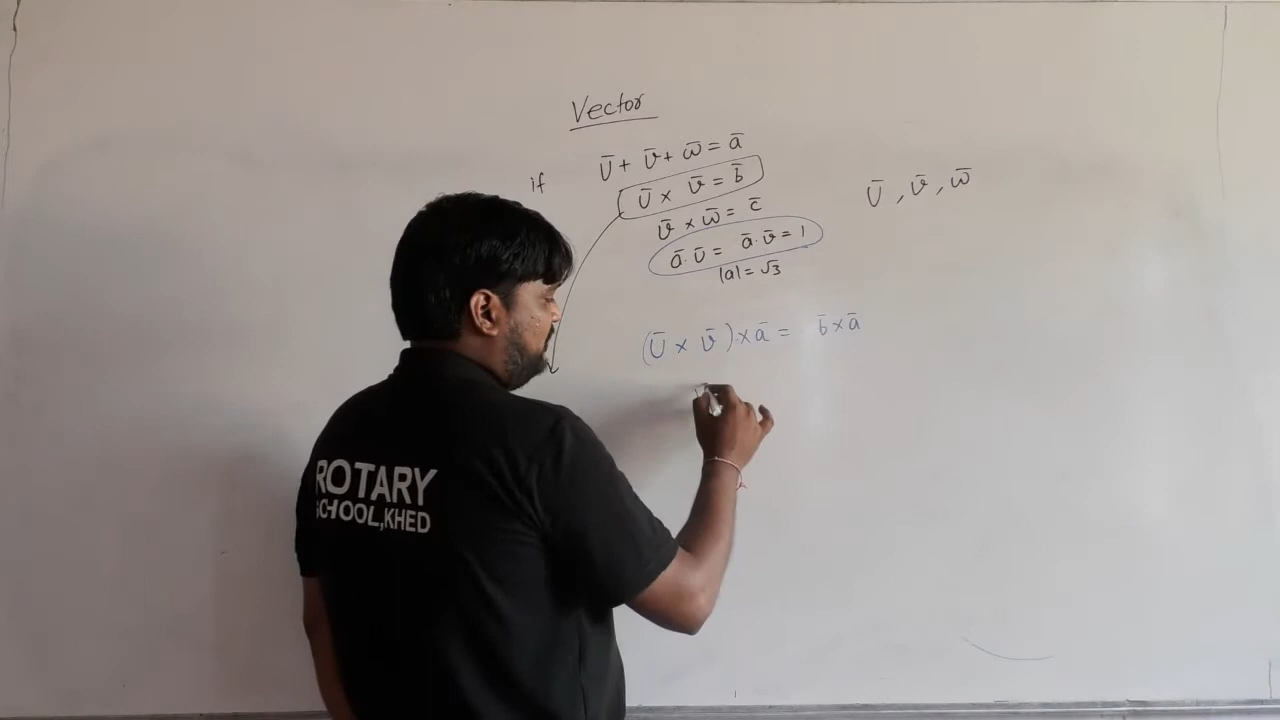 Vector
if Ū + v̄ + w̄ = ā
Ū × v̄ = b̄
v̄ × w̄ = c̄
ā · Ū = ā · v̄ = 1
|a| = √3
Ū , v̄ , w̄
(Ū × v̄) × ā = b̄ × ā
ROTARY
SCHOOL,KHED